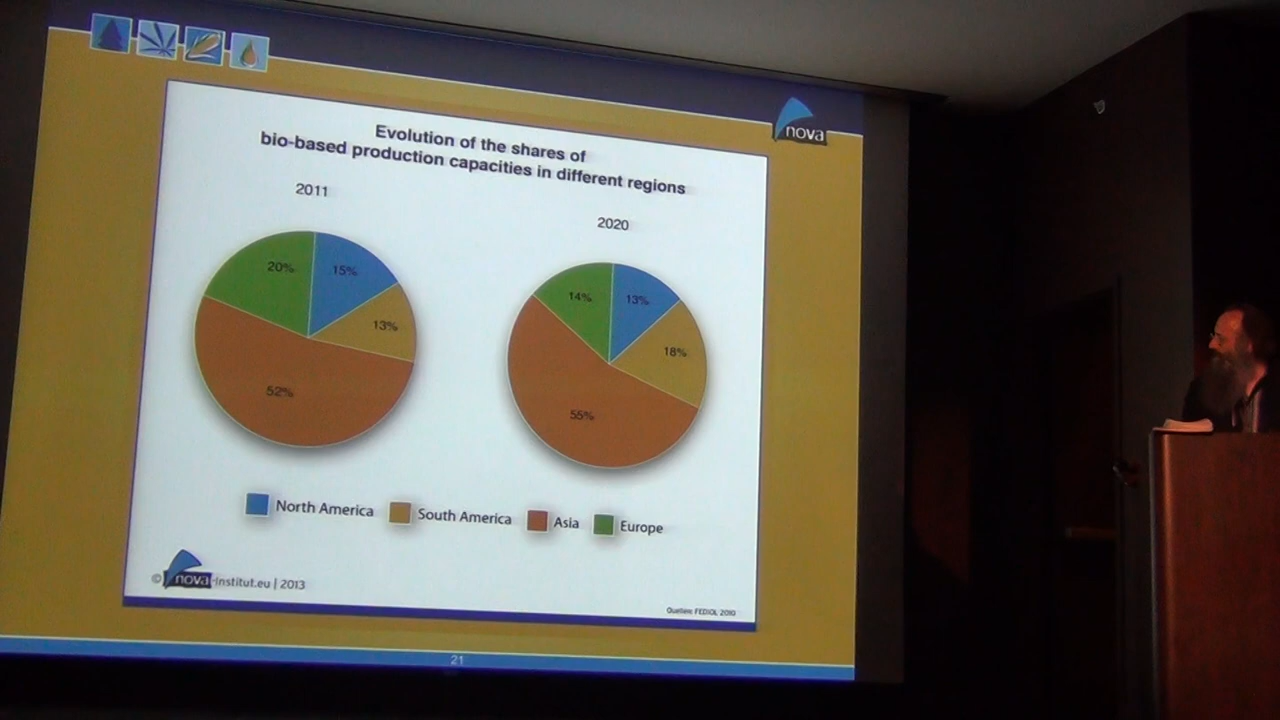 nova
Evolution of the shares of
bio-based production capacities in different regions
2011
2020
20%
15%
13%
52%
14%
13%
18%
55%
North America
South America
Asia
Europe
© nova-Institut.eu | 2013
Quellen: FEDIOL 2010
21